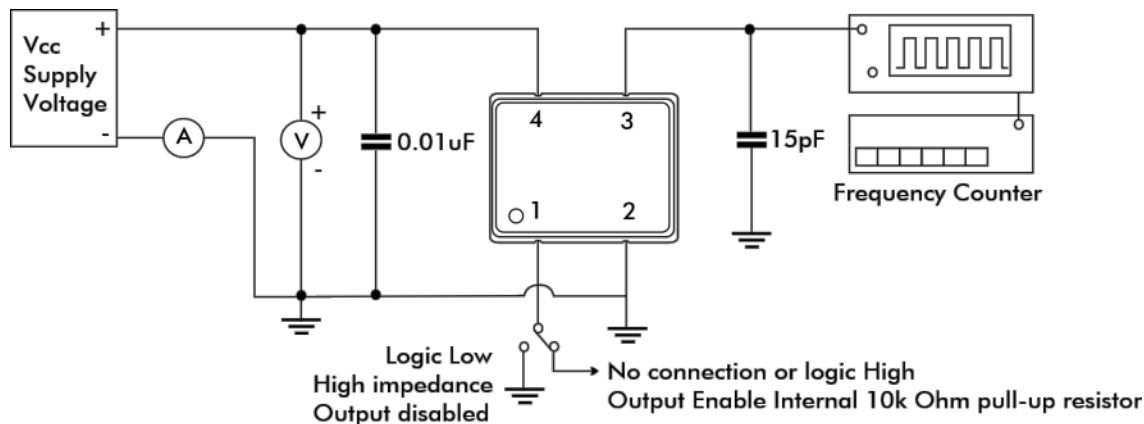 Vcc
Supply
Voltage
+
-
A
V
+
-
0.01uF
4
3
1
2
15pF
Frequency Counter
Logic Low
High impedance
Output disabled
No connection or logic High
Output Enable Internal 10k Ohm pull-up resistor